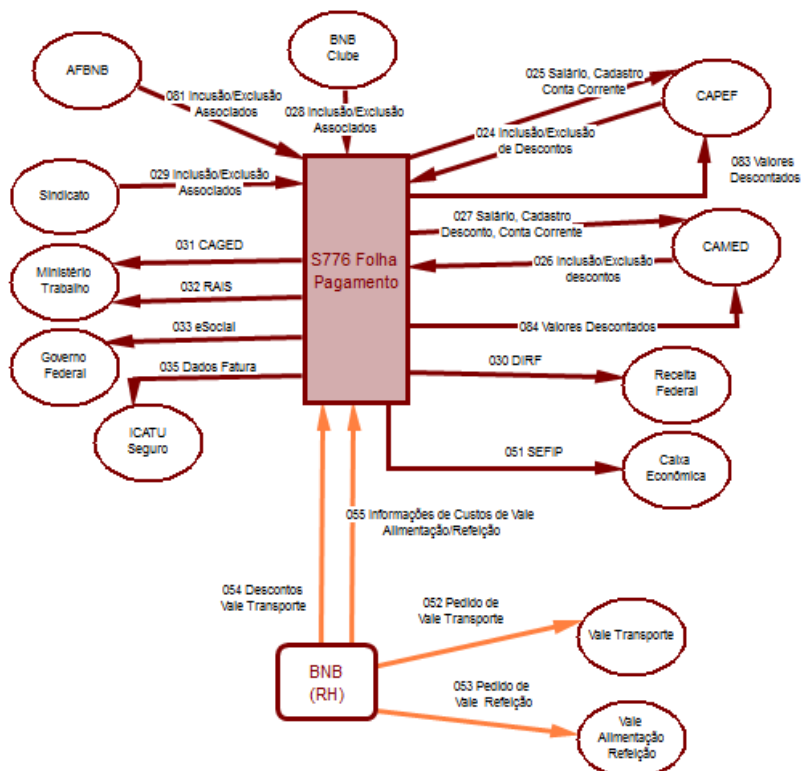 BNB
Clube
AFBNB
081 Incusão/Exclusão
Associados
028 Inclusão/Exclusão
Associados
025 Salário, Cadastro
Conta Corrente
CAPEF
024 Inclusão/Exclusão
de Descontos
083 Valores
Descontados
Sindicato
029 Inclusão/Exclusão
Associados
027 Salário, Cadastro
Desconto, Conta Corrente
CAMED
026 Inclusão/Exclusão
descontos
S776 Folha
Pagamento
031 CAGED
Ministério
Trabalho
032 RAIS
033 eSocial
Governo
Federal
084 Valores Descontados
035 Dados Fatura
030 DIRF
Receita
Federal
ICATU
Seguro
051 SEFIP
Caixa
Econômica
055 Informações de Custos de Vale
Alimentação/Refeição
054 Descontos
Vale Transporte
052 Pedido de
Vale Transporte
Vale Transporte
BNB
(RH)
053 Pedido de
Vale Refeição
Vale
Alimentação
Refeição